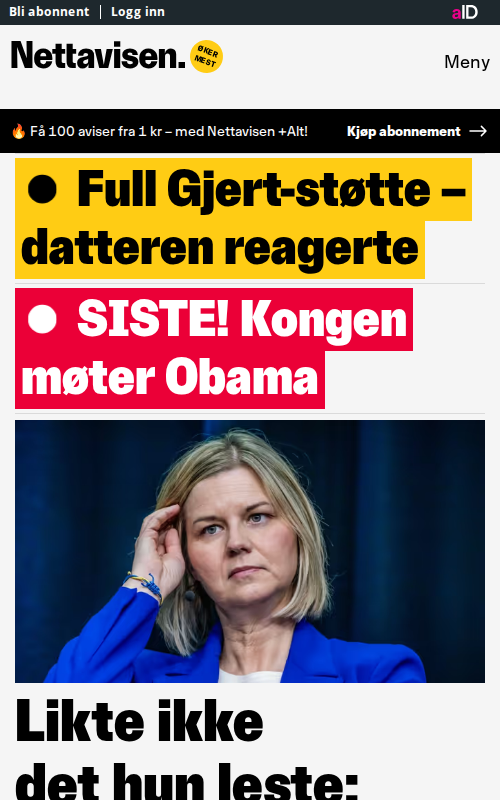 Bli abonnent | Logg inn
aID
Nettavisen.
ØKER
MEST
Meny
🔥 Få 100 aviser fra 1 kr – med Nettavisen +Alt!
Kjøp abonnement →
Full Gjert-støtte –
datteren reagerte
SISTE! Kongen
møter Obama
Likte ikke
det hun leste: